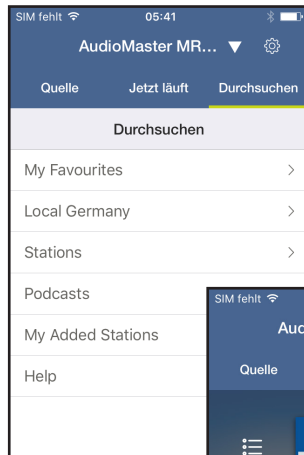 SIM fehlt 05:41
AudioMaster MR...
Quelle Jetzt läuft Durchsuchen
Durchsuchen
My Favourites
Local Germany
Stations
Podcasts
My Added Stations
Help
SIM fehlt
Quelle